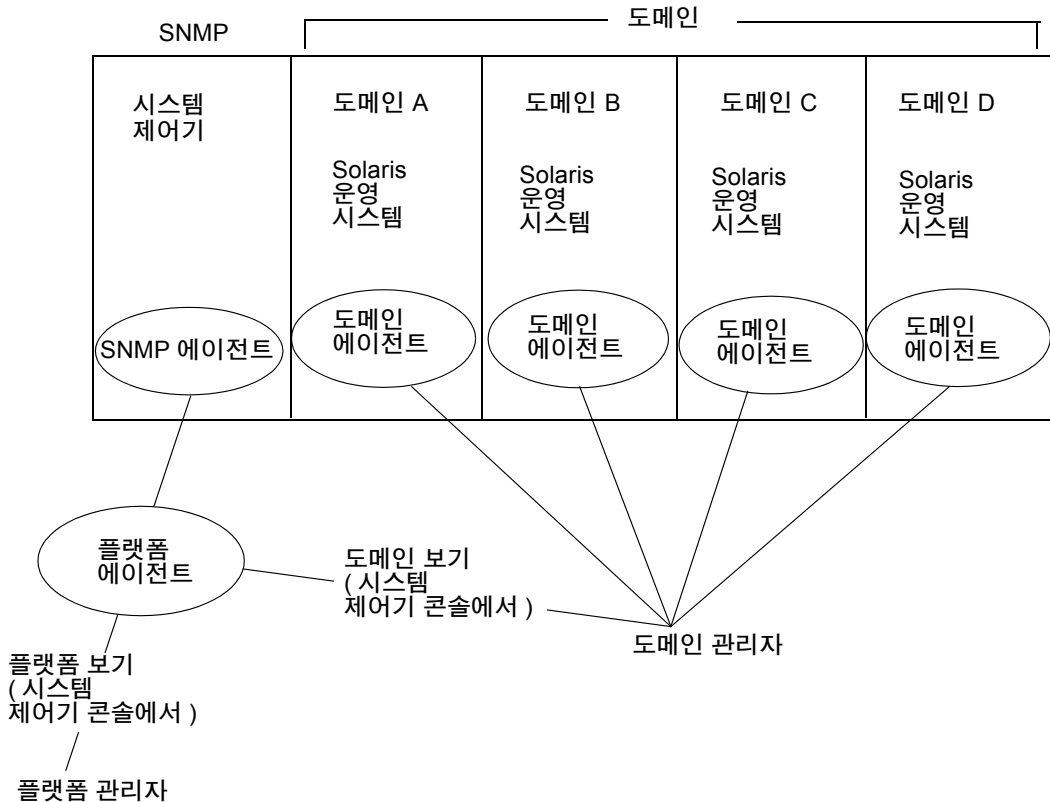 SNMP
도메인
시스템
제어기
도메인 A
도메인 B
도메인 C
도메인 D
Solaris
운영
시스템
Solaris
운영
시스템
Solaris
운영
시스템
Solaris
운영
시스템
SNMP 에이전트
도메인
에이전트
도메인
에이전트
도메인
에이전트
도메인
에이전트
플랫폼
에이전트
도메인 보기
( 시스템
제어기 콘솔에서 )
도메인 관리자
플랫폼 보기
( 시스템
제어기 콘솔에서 )
플랫폼 관리자